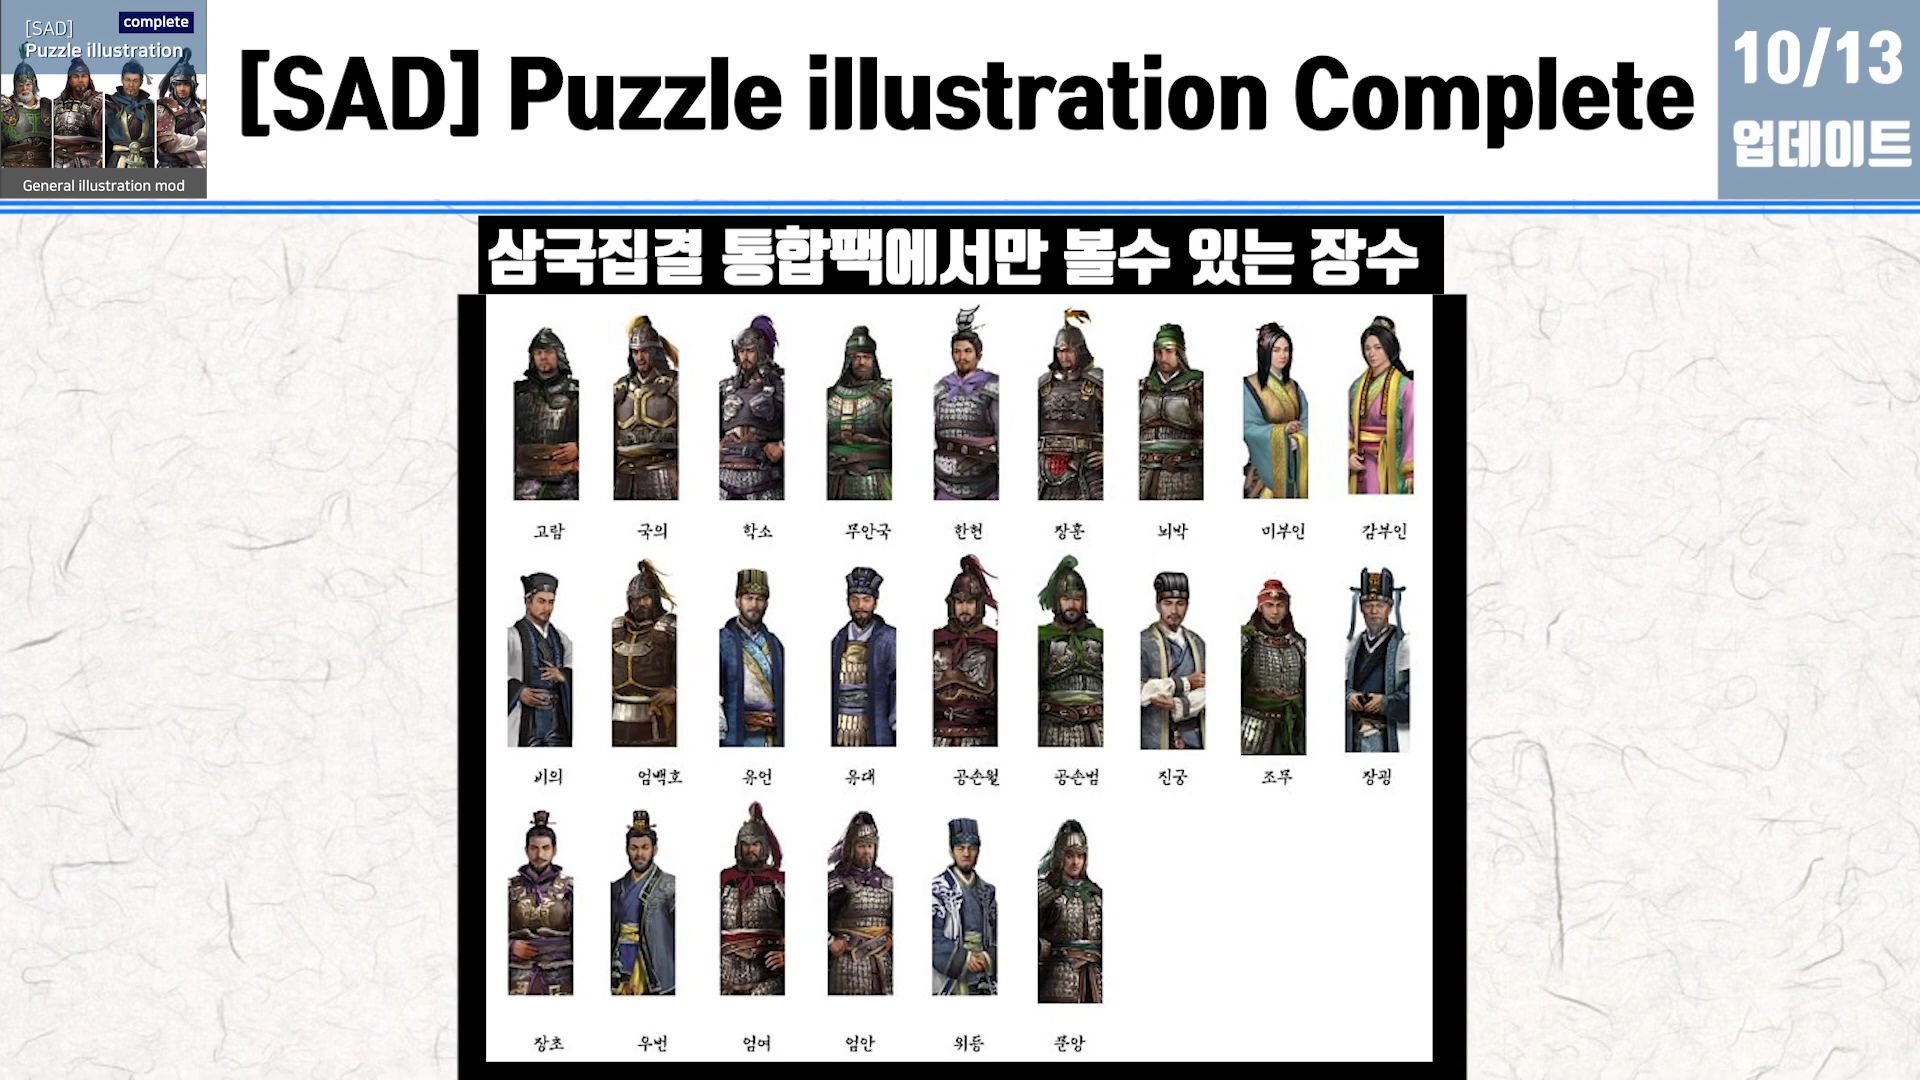 [SAD]
complete
Puzzle illustration
General illustration mod
[SAD] Puzzle illustration Complete
10/13
업데이트
삼국집결 통합팩에서만 볼수 있는 장수
고람 국의 학소 무안국 한현 장훈 뇌박 미부인 감부인
비의 엄백호 유언 유대 공손월 공손범 진궁 조무 장굉
장초 우번 엄여 엄안 위등 문앙